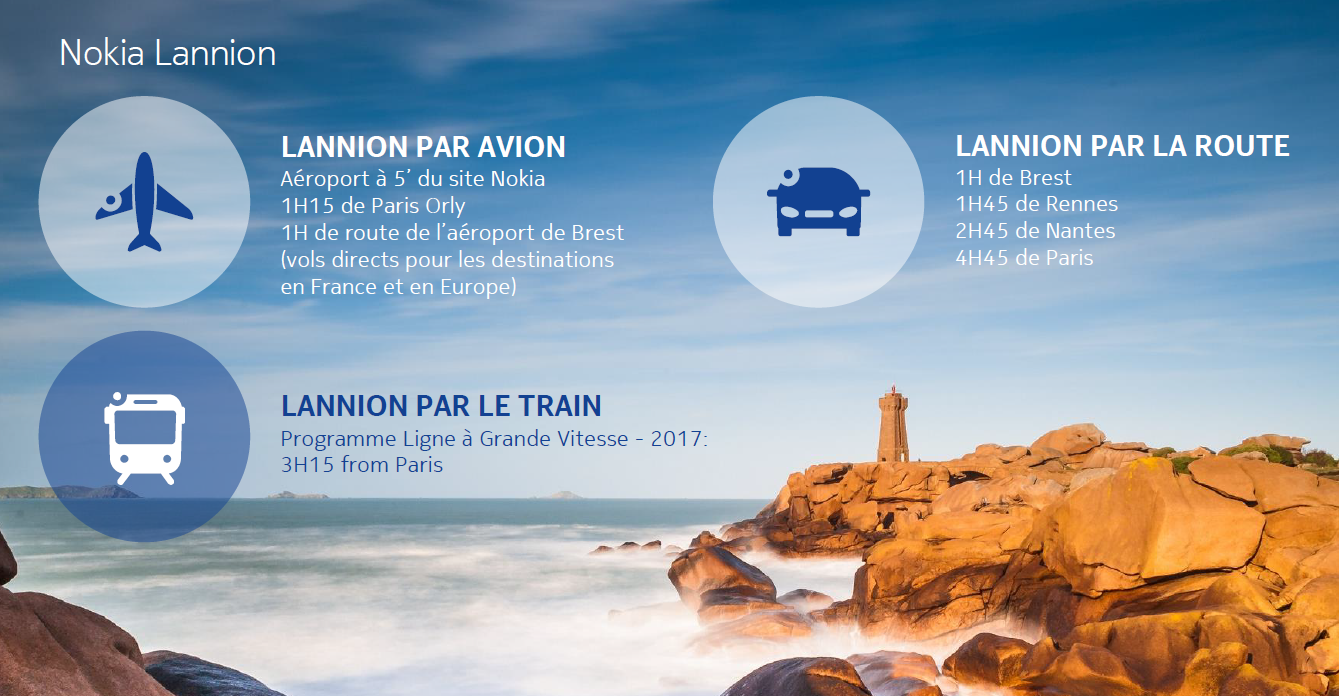 Nokia Lannion
LANNION PAR AVION
Aéroport à 5’ du site Nokia
1H15 de Paris Orly
1H de route de l’aéroport de Brest
(vols directs pour les destinations
en France et en Europe)
LANNION PAR LA ROUTE
1H de Brest
1H45 de Rennes
2H45 de Nantes
4H45 de Paris
LANNION PAR LE TRAIN
Programme Ligne à Grande Vitesse - 2017:
3H15 from Paris